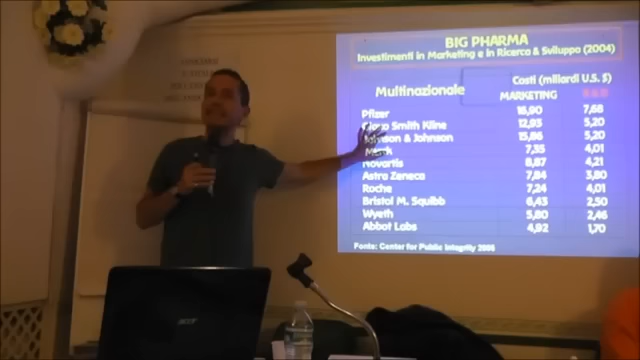 BIG PHARMA
Investimenti in Marketing e in Ricerca & Sviluppo (2004)
Costi (miliardi U.S. $)
Multinazionale MARKETING R & D
Pfizer 16,90 7,68
Smith Kline 12,93 5,20
Johnson & Johnson 15,86 5,20
Merk 7,35 4,01
Novartis 8,87 4,21
Astra Zeneca 7,84 3,80
Roche 7,24 4,01
Bristol M. Squibb 6,43 2,50
Wyeth 5,80 2,46
Abbot Labs 4,92 1,70
Fonte: Center for Public Integrity 2005
acer